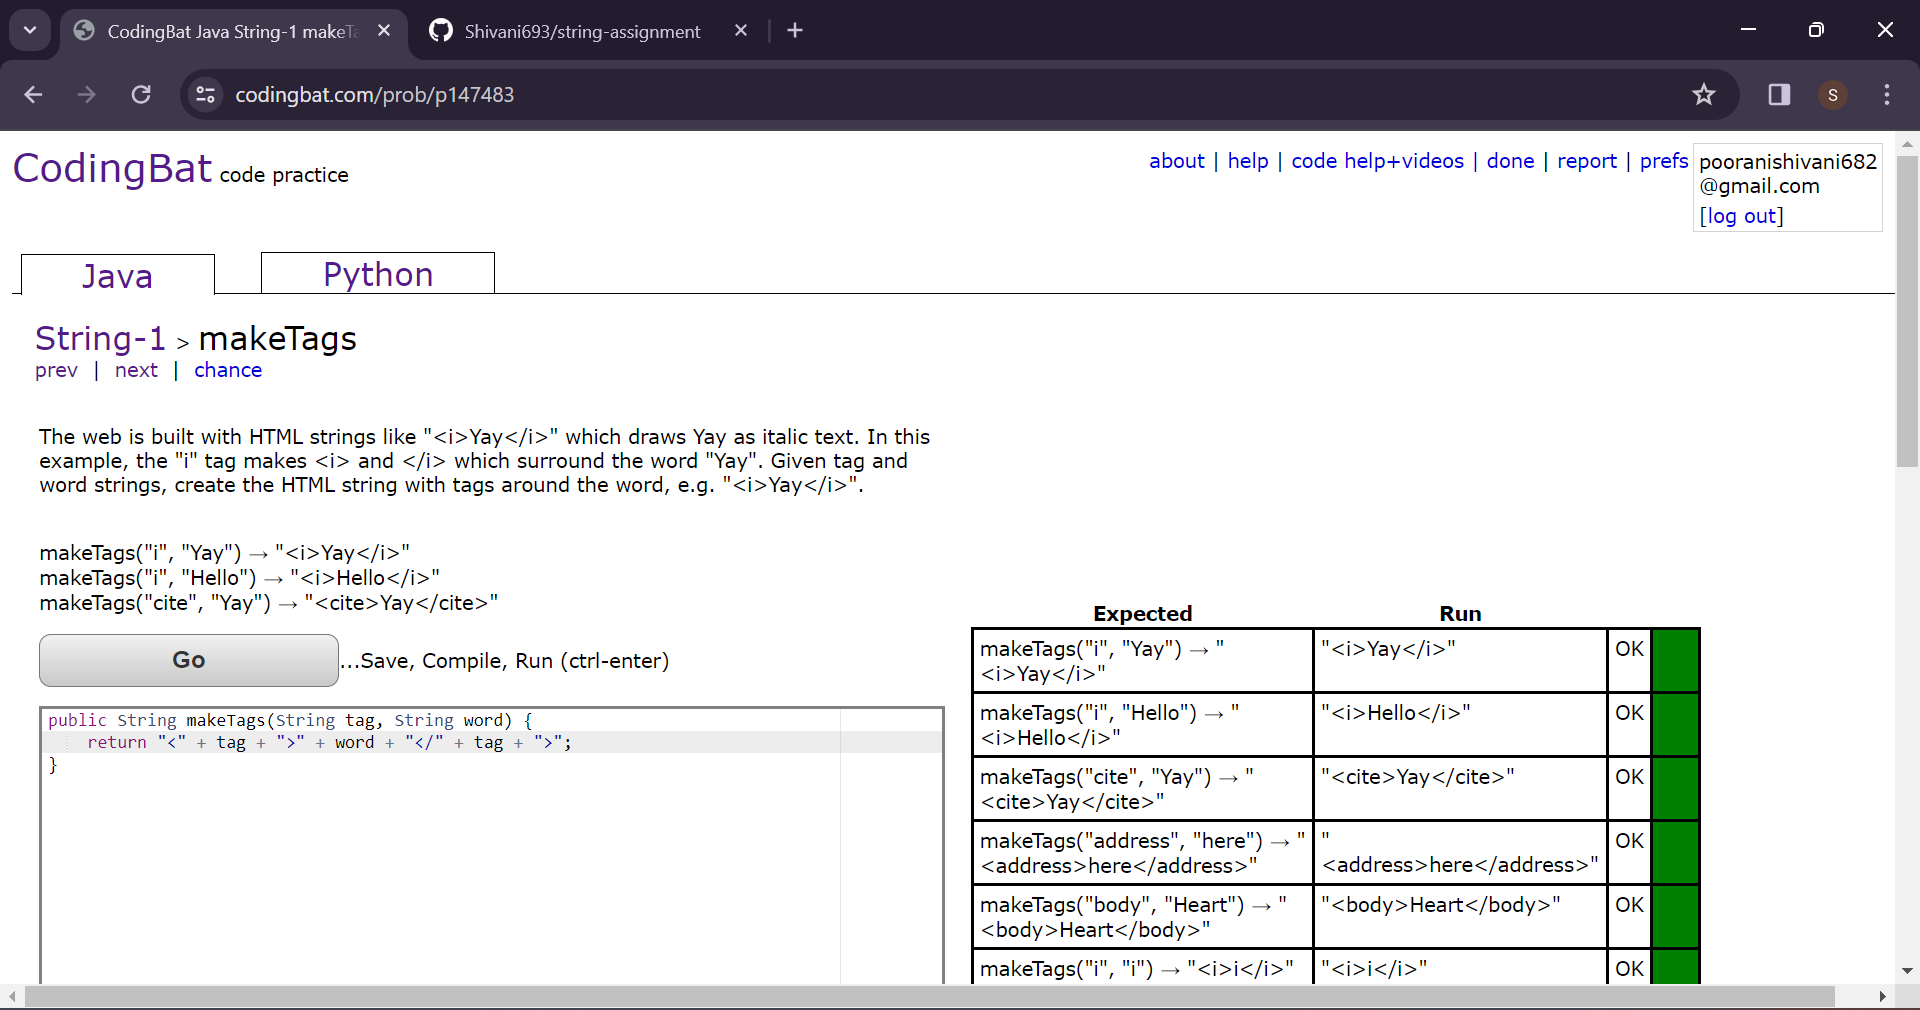 CodingBat Java String-1 makeTa
Shivani693/string-assignment
codingbat.com/prob/p147483
S
CodingBat code practice
about | help | code help+videos | done | report | prefs
pooranishivani682
@gmail.com
[log out]
Java
Python
String-1 > makeTags
prev | next | chance
The web is built with HTML strings like "<i>Yay</i>" which draws Yay as italic text. In this
example, the "i" tag makes <i> and </i> which surround the word "Yay". Given tag and
word strings, create the HTML string with tags around the word, e.g. "<i>Yay</i>".
makeTags("i", "Yay") → "<i>Yay</i>"
makeTags("i", "Hello") → "<i>Hello</i>"
makeTags("cite", "Yay") → "<cite>Yay</cite>"
Go
...Save, Compile, Run (ctrl-enter)
public String makeTags(String tag, String word) {
return "<" + tag + ">" + word + "</" + tag + ">";
}
Expected Run
makeTags("i", "Yay") → "
<i>Yay</i>"
"<i>Yay</i>"
OK
makeTags("i", "Hello") → "
<i>Hello</i>"
"<i>Hello</i>"
OK
makeTags("cite", "Yay") → "
<cite>Yay</cite>"
"<cite>Yay</cite>"
OK
makeTags("address", "here") → "
<address>here</address>"
"
<address>here</address>"
OK
makeTags("body", "Heart") → "
<body>Heart</body>"
"<body>Heart</body>"
OK
makeTags("i", "i") → "<i>i</i>"
"<i>i</i>"
OK